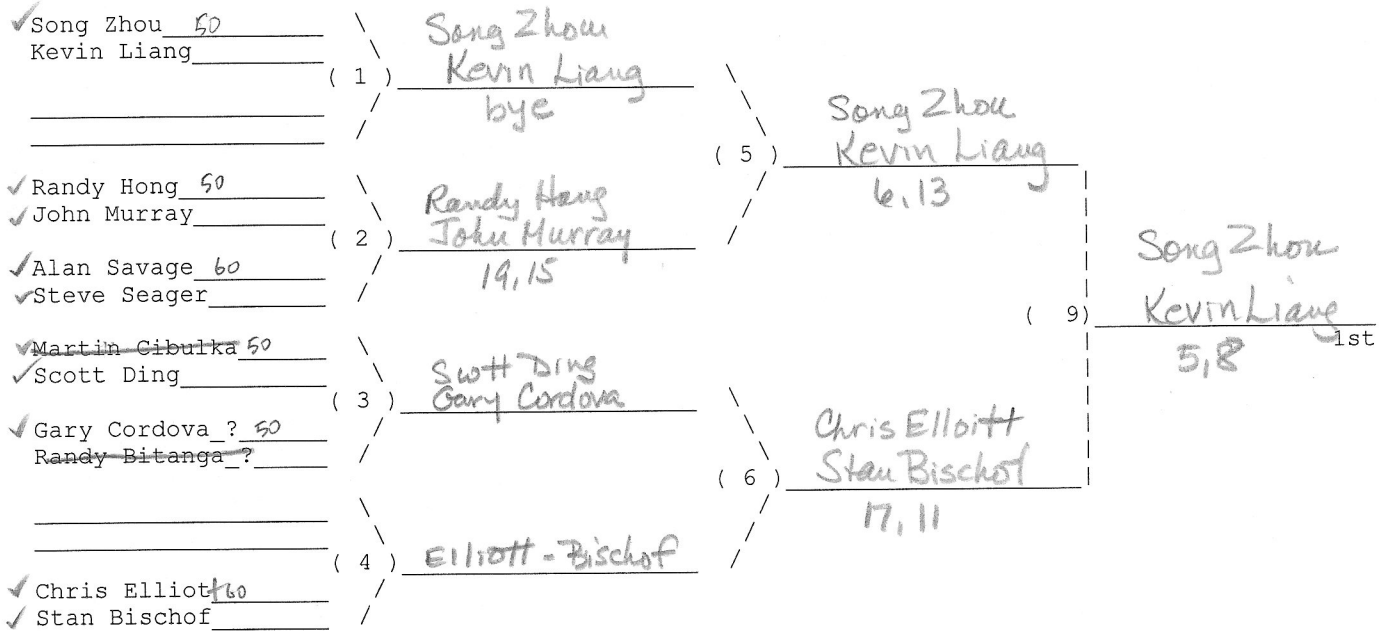 ✓Song Zhou 50
Kevin Liang
( 1 )
Song Zhou
Kevin Liang
bye
✓Randy Hong 50
✓John Murray
( 2 )
Randy Hong
John Murray
19,15
✓Alan Savage 60
✓Steve Seager
( 5 )
Song Zhou
Kevin Liang
6,13
✓Martin Cibulka 50
✓Scott Ding
( 3 )
Scott Ding
Gary Cordova
✓Gary Cordova_? 50
Randy Bitanga_?
( 6 )
Chris Elloitt
Stan Bischof
17,11
( 4 )
Elliott-Bischof
✓Chris Elliott 60
✓Stan Bischof
( 9)
Song Zhou
Kevin Liang
1st
5,8